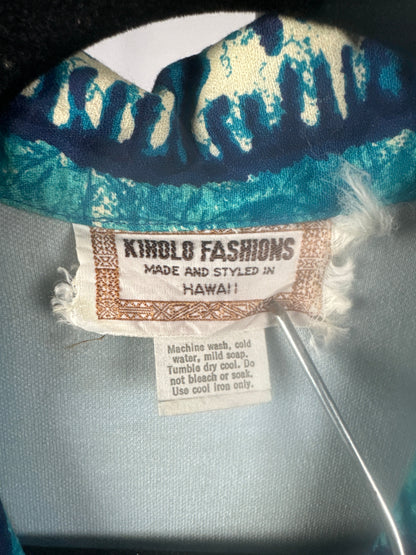 KIHOLO FASHIONS
MADE AND STYLED IN
HAWAII
Machine wash, cold
water, mild soap.
Tumble dry cool. Do
not bleach or soak.
Use cool iron only.